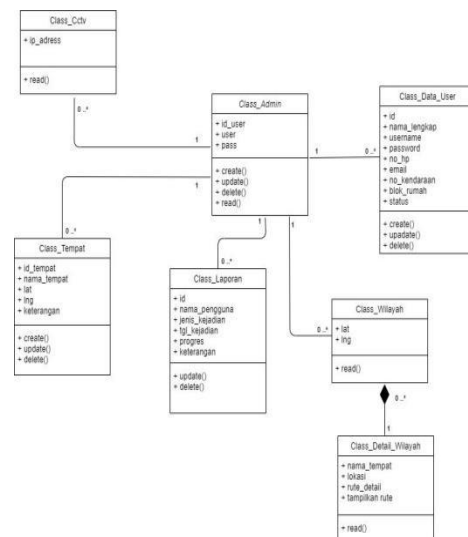 Class_Cctv
+ ip_adress
+ read()
0 ..*
1
Class_Admin
+ id_user
+ user
+ pass
+ create()
+ update()
+ delete()
+ read()
1
0 ..*
Class_Data_User
+ id
+ nama_lengkap
+ username
+ password
+ no_hp
+ email
+ no_kendaraan
+ blok_rumah
+ status
+ create()
+ upadate()
+ delete()
1
0 ..*
Class_Tempat
+ id_tempat
+ nama_tempat
+ lat
+ lng
+ keterangan
+ create()
+ update()
+ delete()
1
0 ..*
Class_Laporan
+ id
+ nama_pengguna
+ jenis_kejadian
+ tgl_kejadian
+ progres
+ keterangan
+ update()
+ delete()
1
0 ..*
Class_Wilayah
+ lat
+ lng
+ read()
0 ..*
1
Class_Detail_Wilayah
+ nama_tempat
+ lokasi
+ rute_detail
+ tampilkan rute
+ read()